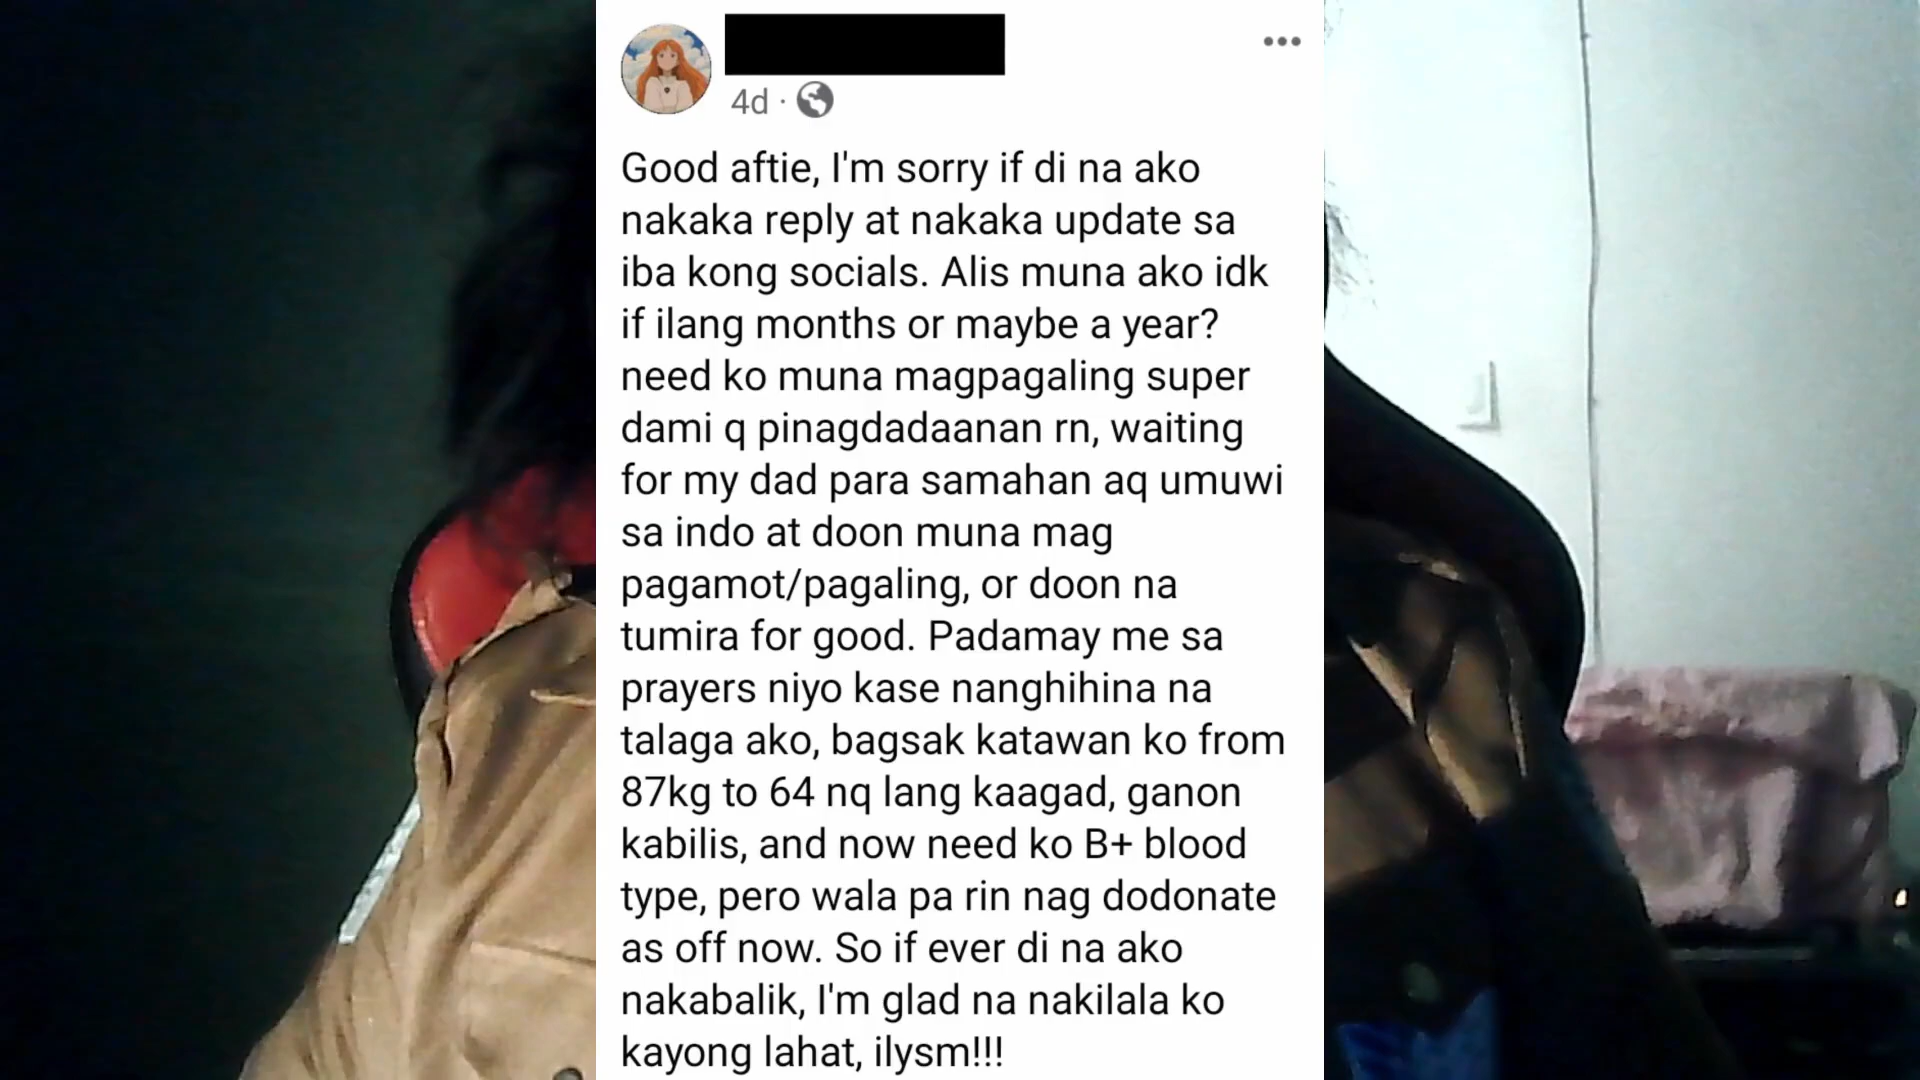 4d ·
Good aftie, I'm sorry if di na ako
nakaka reply at nakaka update sa
iba kong socials. Alis muna ako idk
if ilang months or maybe a year?
need ko muna magpagaling super
dami q pinagdadaanan rn, waiting
for my dad para samahan aq umuwi
sa indo at doon muna mag
pagamot/pagaling, or doon na
tumira for good. Padamay me sa
prayers niyo kase nanghihina na
talaga ako, bagsak katawan ko from
87kg to 64 nq lang kaagad, ganon
kabilis, and now need ko B+ blood
type, pero wala pa rin nag dodonate
as off now. So if ever di na ako
nakabalik, I'm glad na nakilala ko
kayong lahat, ilysm!!!